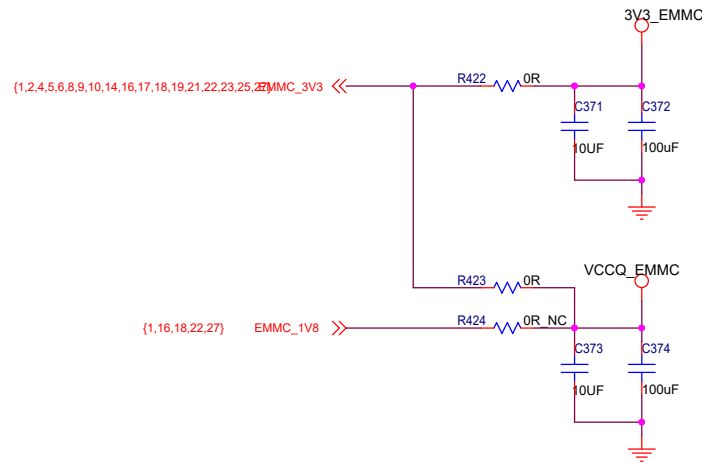 3V3_EMMC
{1,2,4,5,6,8,9,10,14,16,17,18,19,21,22,23,25,27} EMMC_3V3
R422 0R
C371 C372
10UF 100uF
VCCQ_EMMC
R423 0R
{1,16,18,22,27} EMMC_1V8 R424 0R_NC
C373 C374
10UF 100uF